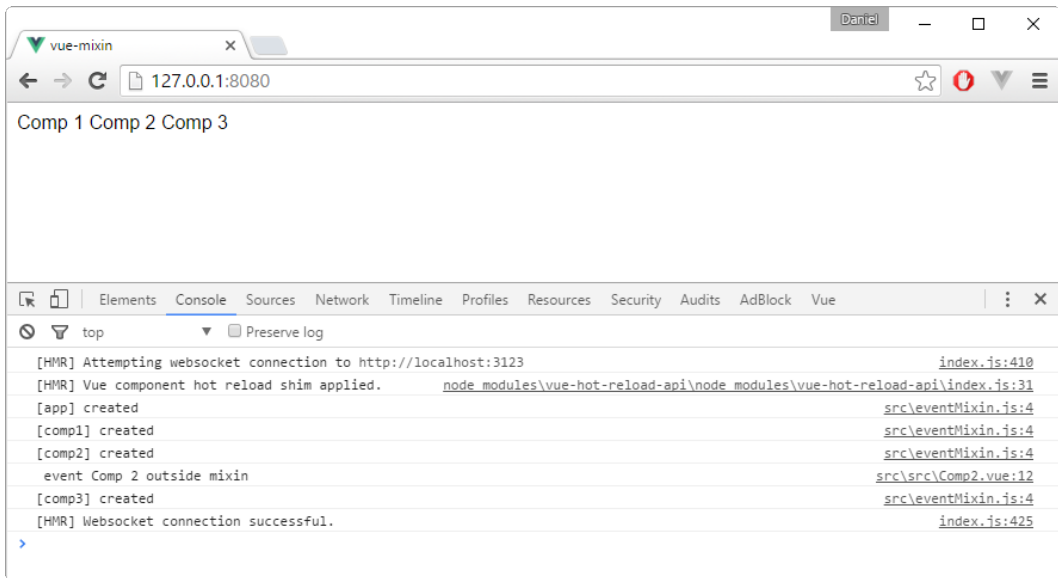 Daniel
vue-mixin
127.0.0.1:8080
Comp 1 Comp 2 Comp 3
Elements Console Sources Network Timeline Profiles Resources Security Audits AdBlock Vue
top Preserve log
[HMR] Attempting websocket connection to http://localhost:3123 index.js:410
[HMR] Vue component hot reload shim applied. node_modules\vue-hot-reload-api\node_modules\vue-hot-reload-api\index.js:31
[app] created src\eventMixin.js:4
[comp1] created src\eventMixin.js:4
[comp2] created src\eventMixin.js:4
event Comp 2 outside mixin src\src\Comp2.vue:12
[comp3] created src\eventMixin.js:4
[HMR] Websocket connection successful. index.js:425